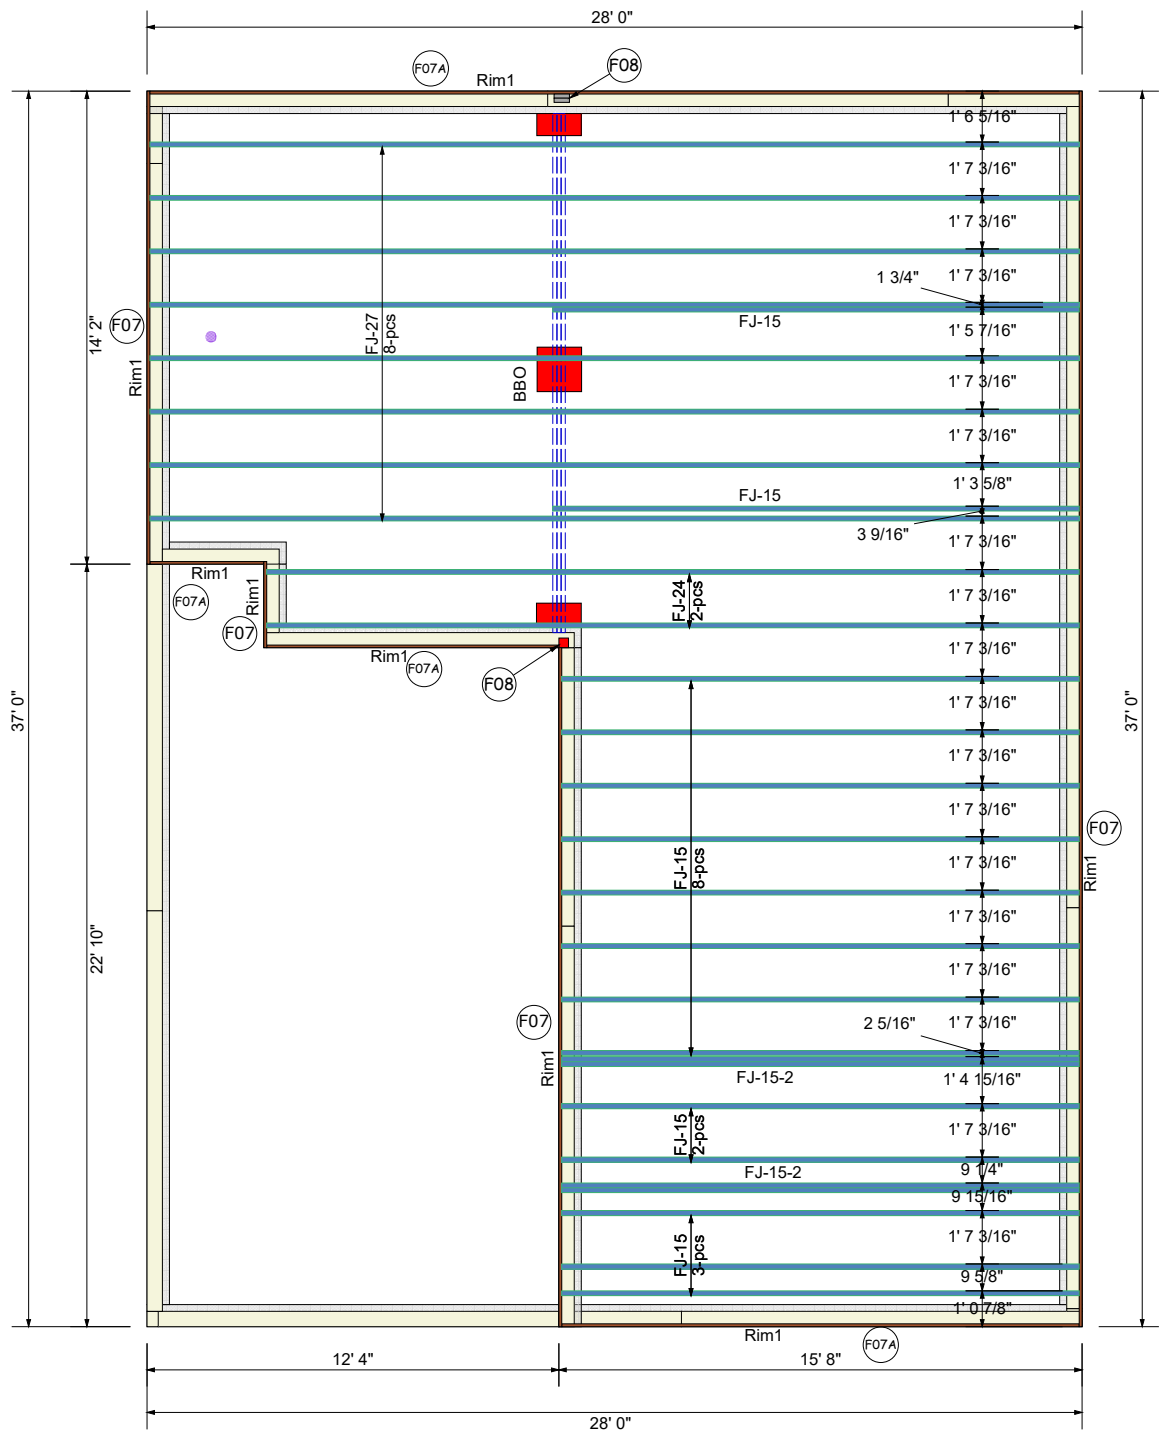 28' 0"
F07A
Rim1
F08
1' 6 5/16"
1' 7 3/16"
1' 7 3/16"
1' 7 3/16"
1 3/4"
FJ-15
1' 5 7/16"
FJ-27
8-pcs
14' 2"
F07
Rim1
BBO
1' 7 3/16"
1' 7 3/16"
1' 3 5/8"
FJ-15
3 9/16"
1' 7 3/16"
Rim1
F07A
Rim1
F07
FJ-24
2-pcs
1' 7 3/16"
1' 7 3/16"
Rim1
F07A
F08
37' 0"
37' 0"
1' 7 3/16"
1' 7 3/16"
1' 7 3/16"
1' 7 3/16"
F07
Rim1
FJ-15
8-pcs
1' 7 3/16"
1' 7 3/16"
22' 10"
F07
Rim1
2 5/16"
1' 7 3/16"
FJ-15-2
1' 4 15/16"
FJ-15
2-pcs
1' 7 3/16"
FJ-15-2
9 1/4"
9 15/16"
FJ-15
3-pcs
1' 7 3/16"
9 5/8"
1' 0 7/8"
Rim1
F07A
12' 4"
15' 8"
28' 0"